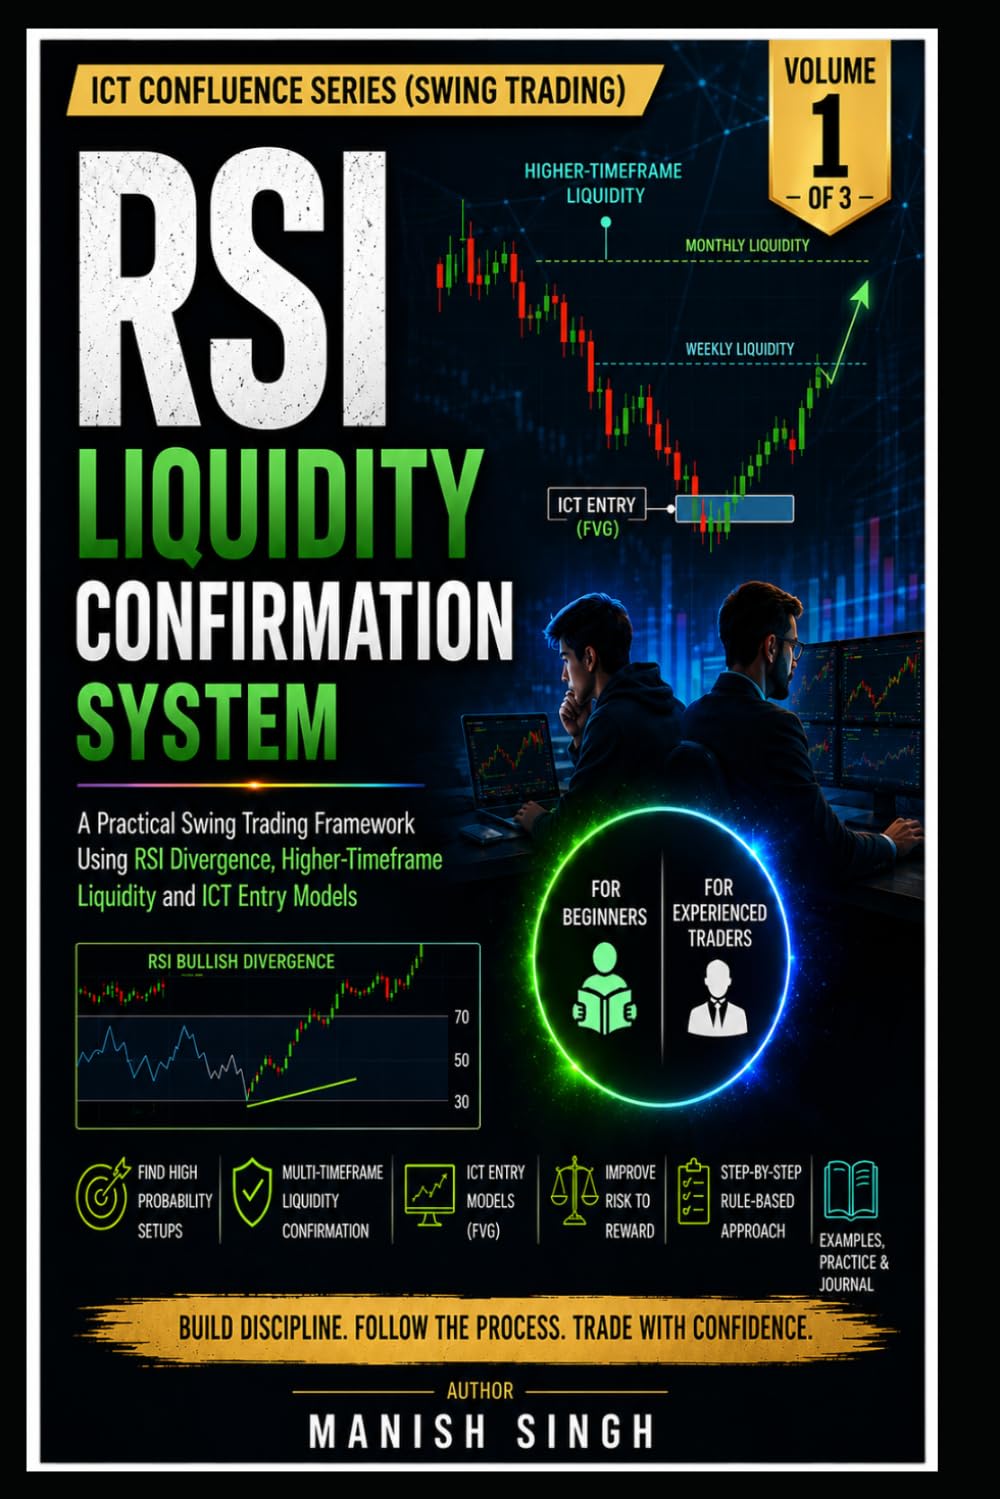 ICT CONFLUENCE SERIES (SWING TRADING)
VOLUME
1
– OF 3 –
RSI
LIQUIDITY
CONFIRMATION
SYSTEM
HIGHER-TIMEFRAME
LIQUIDITY
MONTHLY LIQUIDITY
WEEKLY LIQUIDITY
ICT ENTRY
(FVG)
A Practical Swing Trading Framework
Using RSI Divergence, Higher-Timeframe
Liquidity and ICT Entry Models
FOR
BEGINNERS
FOR
EXPERIENCED
TRADERS
RSI BULLISH DIVERGENCE
70
50
30
FIND HIGH
PROBABILITY
SETUPS
MULTI-TIMEFRAME
LIQUIDITY
CONFIRMATION
ICT ENTRY
MODELS
(FVG)
IMPROVE
RISK TO
REWARD
STEP-BY-STEP
RULE-BASED
APPROACH
EXAMPLES,
PRACTICE &
JOURNAL
BUILD DISCIPLINE. FOLLOW THE PROCESS. TRADE WITH CONFIDENCE.
AUTHOR
MANISH SINGH